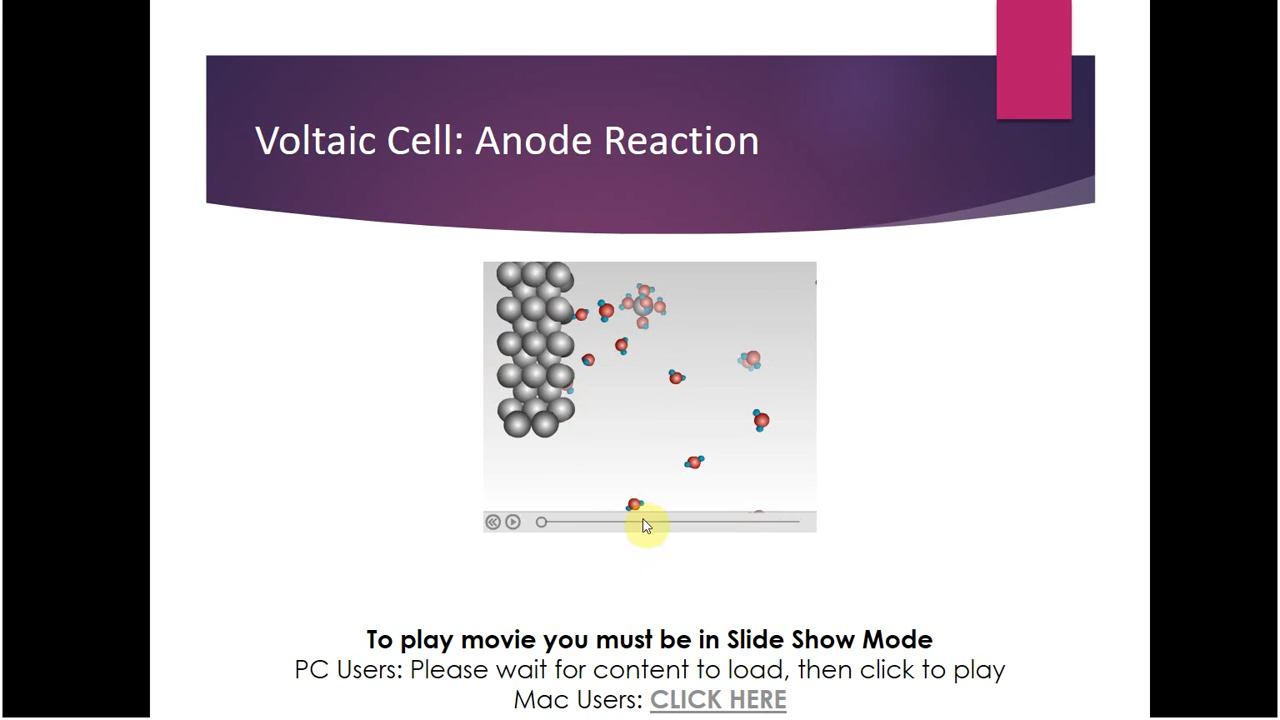 Voltaic Cell: Anode Reaction
To play movie you must be in Slide Show Mode
PC Users: Please wait for content to load, then click to play
Mac Users: CLICK HERE